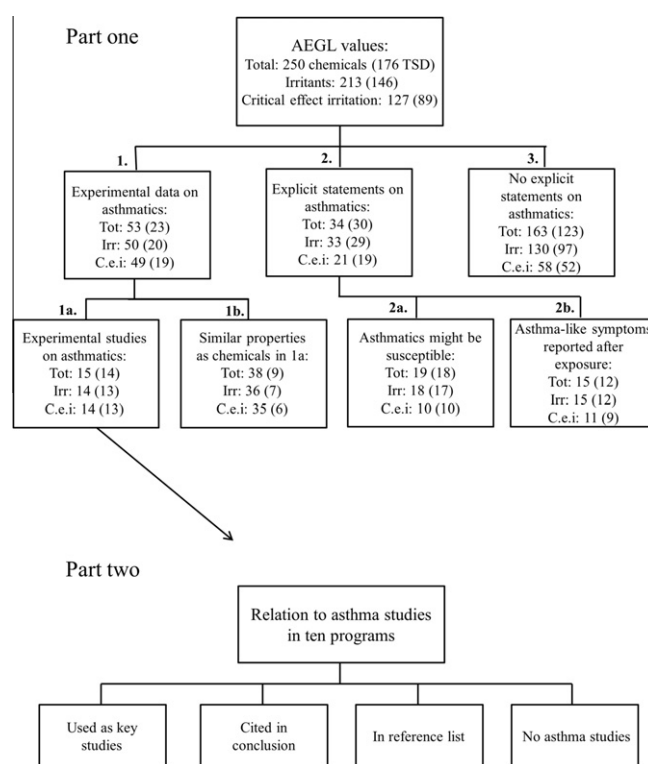 Part one
AEGL values:
Total: 250 chemicals (176 TSD)
Irritants: 213 (146)
Critical effect irritation: 127 (89)
1.
Experimental data on
asthmatics:
Tot: 53 (23)
Irr: 50 (20)
C.e.i: 49 (19)
2.
Explicit statements on
asthmatics:
Tot: 34 (30)
Irr: 33 (29)
C.e.i: 21 (19)
3.
No explicit
statements on
asthmatics:
Tot: 163 (123)
Irr: 130 (97)
C.e.i: 58 (52)
1a.
Experimental studies
on asthmatics:
Tot: 15 (14)
Irr: 14 (13)
C.e.i: 14 (13)
1b.
Similar properties
as chemicals in 1a:
Tot: 38 (9)
Irr: 36 (7)
C.e.i: 35 (6)
2a.
Asthmatics might be
susceptible:
Tot: 19 (18)
Irr: 18 (17)
C.e.i: 10 (10)
2b.
Asthma-like symptoms
reported after
exposure:
Tot: 15 (12)
Irr: 15 (12)
C.e.i: 11 (9)
Part two
Relation to asthma studies
in ten programs
Used as key
studies
Cited in
conclusion
In reference list
No asthma studies